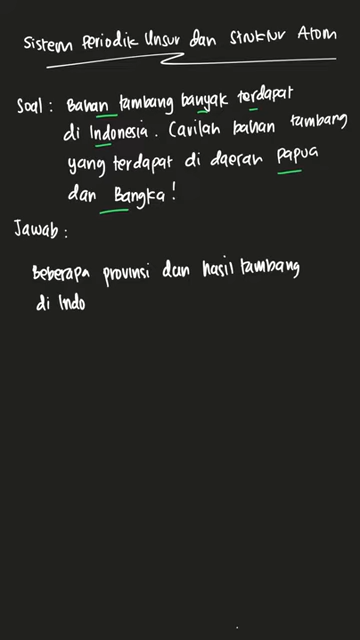 Sistem Periodik Unsur dan Struktur Atom
Soal : Bahan tambang banyak terdapat
di Indonesia. Carilah bahan tambang
yang terdapat di daerah Papua
dan Bangka !
Jawab :
Beberapa provinsi dan hasil tambang
di Indo